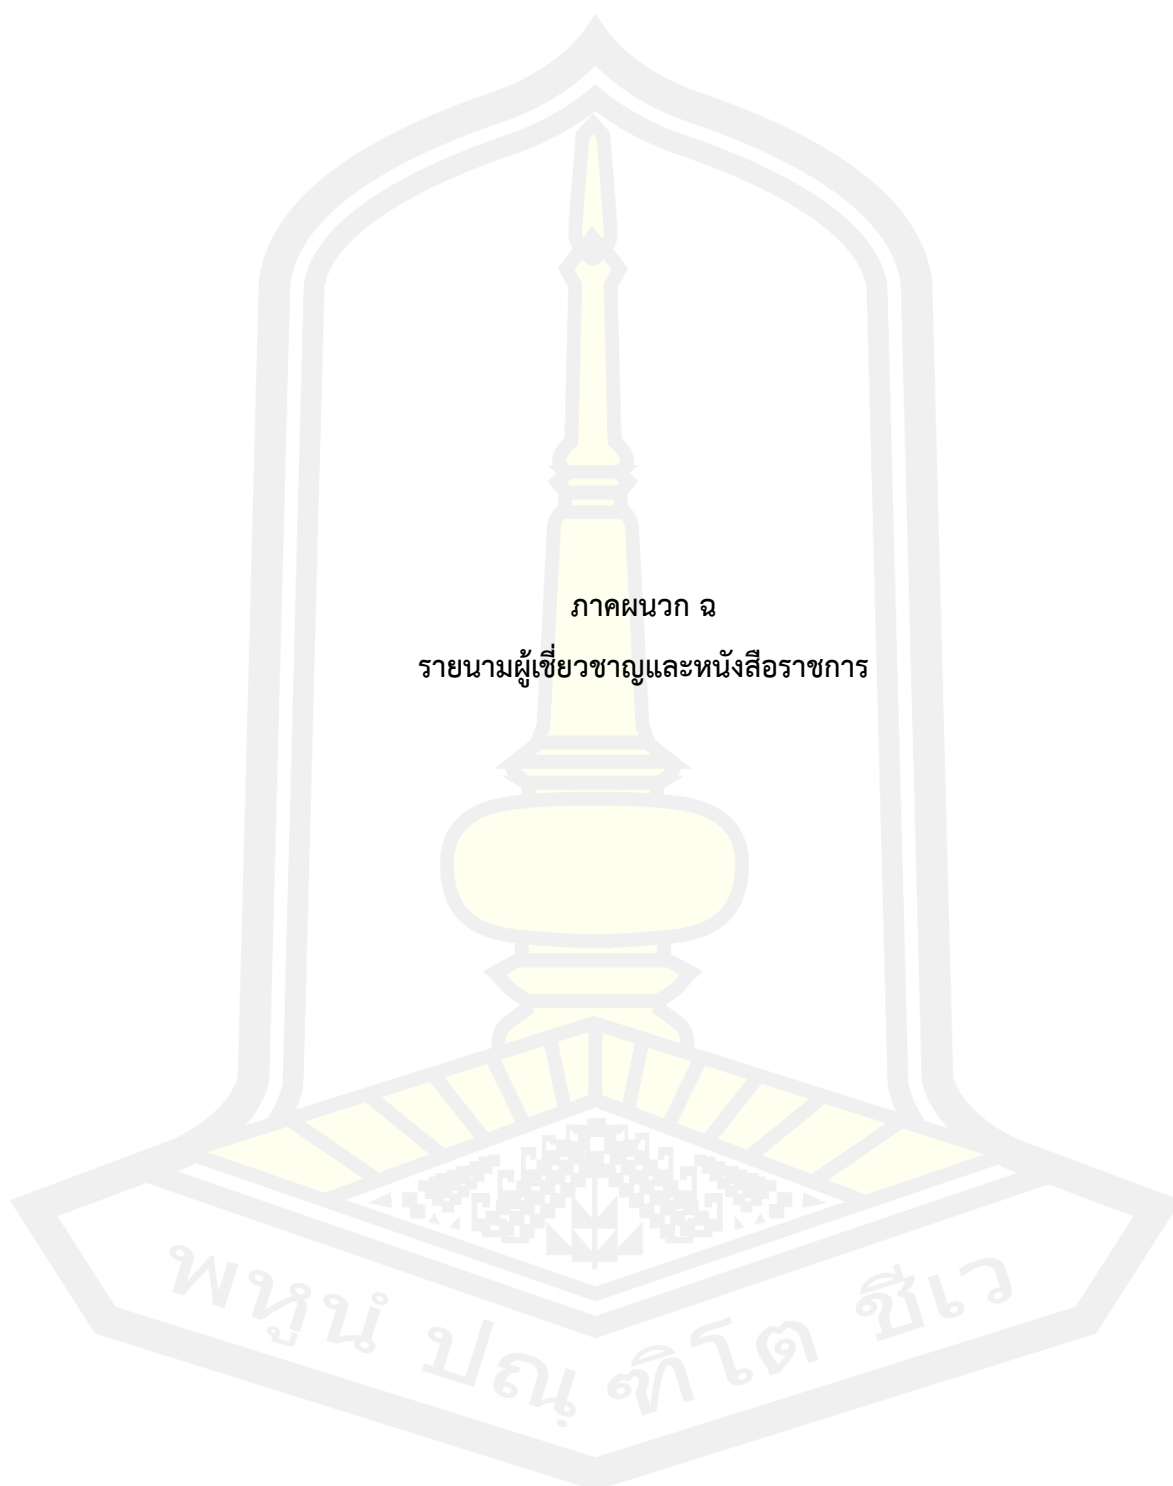 ภาคผนวก ฉ
รายนามผู้เชี่ยวชาญและหนังสือราชการ
พหูนํ ปณฺ ฑิโต ชีเว